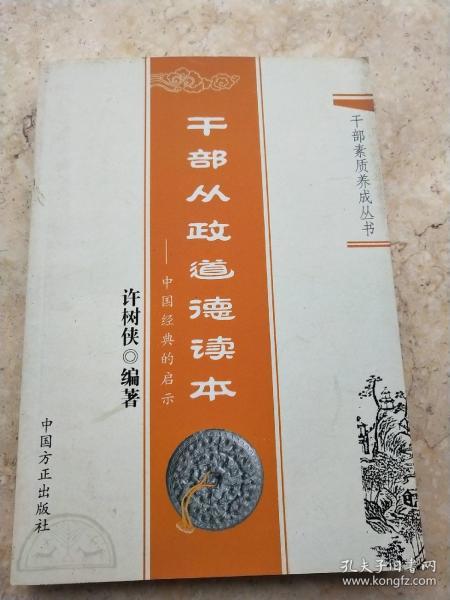 干部素质养成丛书
干部从政道德读本
——中国经典的启示
许树侠◎编著
中国方正出版社
孔夫子旧书网
www.kongfz.com